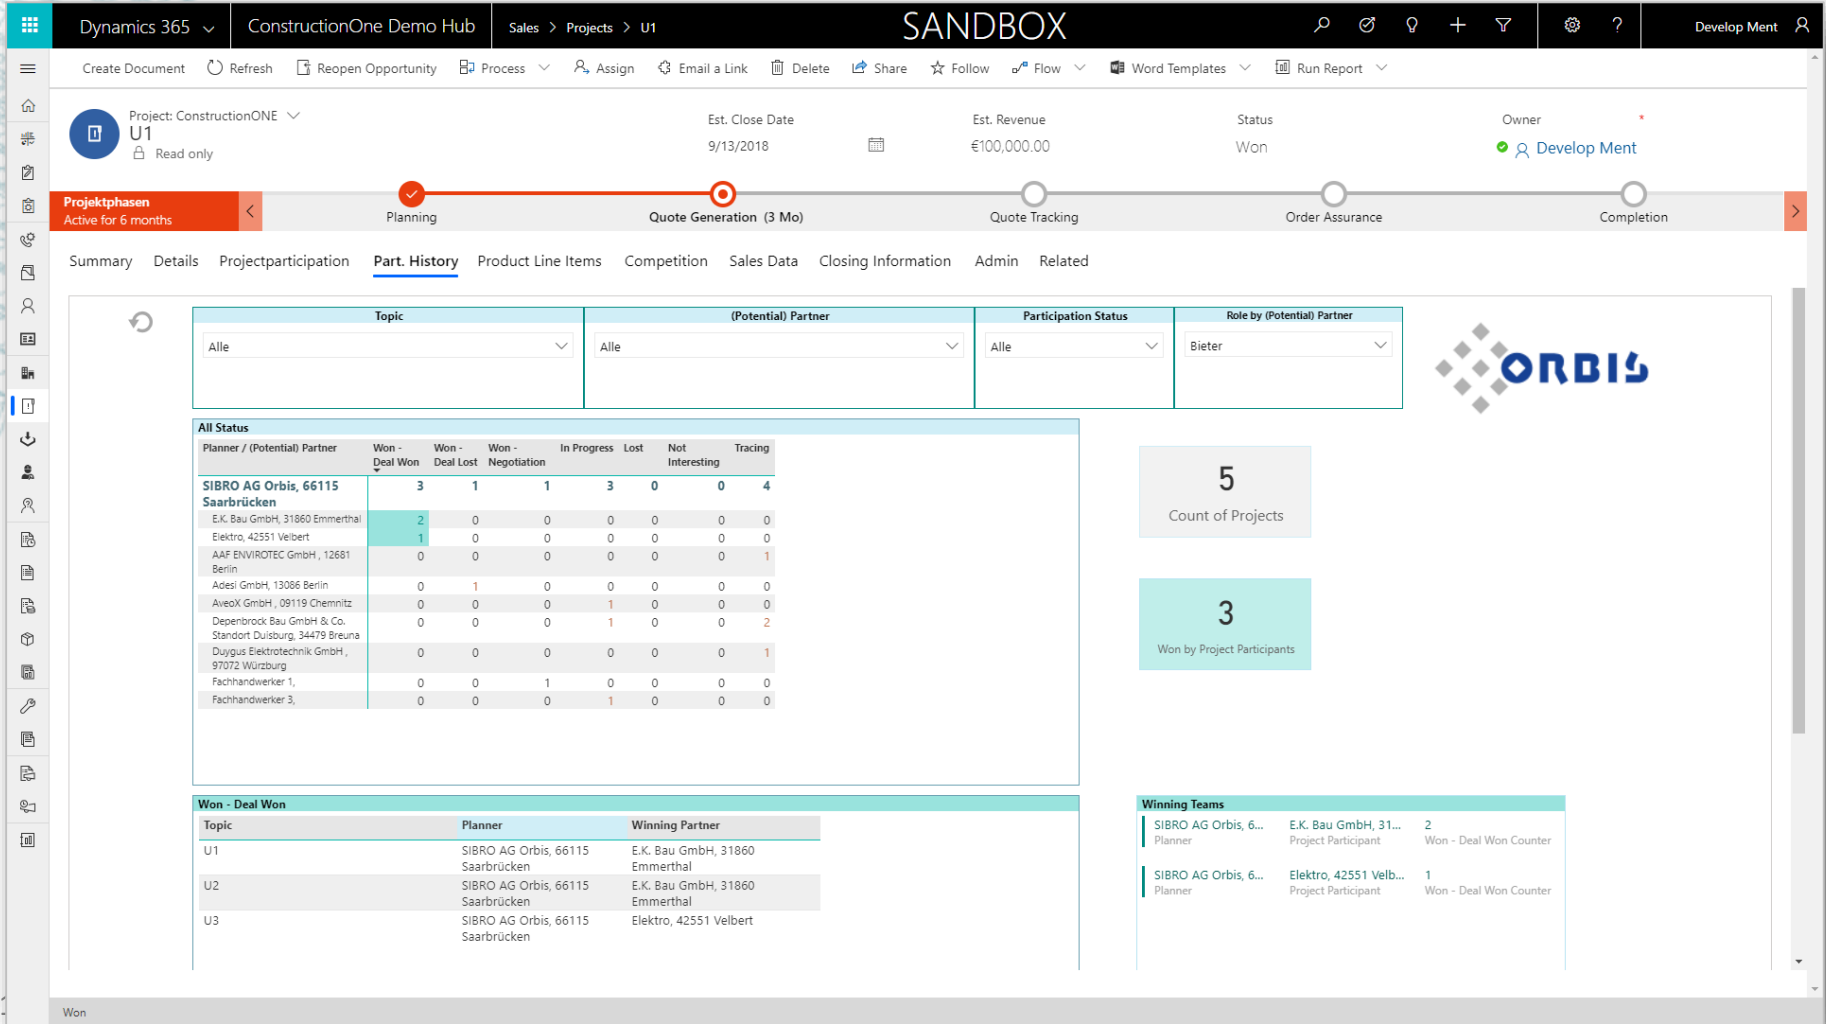 Dynamics 365
ConstructionOne Demo Hub
Sales > Projects > U1
SANDBOX
Develop Ment
Create Document
Refresh
Reopen Opportunity
Process
Assign
Email a Link
Delete
Share
Follow
Flow
Word Templates
Run Report
Project: ConstructionONE
U1
Read only
Est. Close Date
9/13/2018
Est. Revenue
€100,000.00
Status
Won
Owner *
Develop Ment
Projektphasen
Active for 6 months
Planning
Quote Generation (3 Mo)
Quote Tracking
Order Assurance
Completion
Summary
Details
Projectparticipation
Part. History
Product Line Items
Competition
Sales Data
Closing Information
Admin
Related
Topic
Alle
(Potential) Partner
Alle
Participation Status
Alle
Role by (Potential) Partner
Bieter
ORBIS
All Status
Planner / (Potential) Partner Won - Won - Won - In Progress Lost Not Tracing
Deal Won Deal Lost Negotiation Interesting
SIBRO AG Orbis, 66115 3 1 1 3 0 0 4
Saarbrücken
E.K. Bau GmbH, 31860 Emmerthal 2 0 0 0 0 0 0
Elektro, 42551 Velbert 1 0 0 0 0 0 0
AAF ENVIROTEC GmbH , 12681 0 0 0 0 0 0 1
Berlin
Adesi GmbH, 13086 Berlin 0 1 0 0 0 0 0
AveoX GmbH , 09119 Chemnitz 0 0 0 1 0 0 0
Depenbrock Bau GmbH & Co. 0 0 0 1 0 0 2
Standort Duisburg, 34479 Breuna
Duygus Elektrotechnik GmbH , 0 0 0 0 0 0 1
97072 Würzburg
Fachhandwerker 1, 0 0 1 0 0 0 0
Fachhandwerker 3, 0 0 0 1 0 0 0
5
Count of Projects
3
Won by Project Participants
Won - Deal Won
Topic Planner Winning Partner
U1 SIBRO AG Orbis, 66115 E.K. Bau GmbH, 31860
Saarbrücken Emmerthal
U2 SIBRO AG Orbis, 66115 E.K. Bau GmbH, 31860
Saarbrücken Emmerthal
U3 SIBRO AG Orbis, 66115 Elektro, 42551 Velbert
Saarbrücken
Winning Teams
SIBRO AG Orbis, 6... E.K. Bau GmbH, 31... 2
Planner Project Participant Won - Deal Won Counter
SIBRO AG Orbis, 6... Elektro, 42551 Velb... 1
Planner Project Participant Won - Deal Won Counter
Won